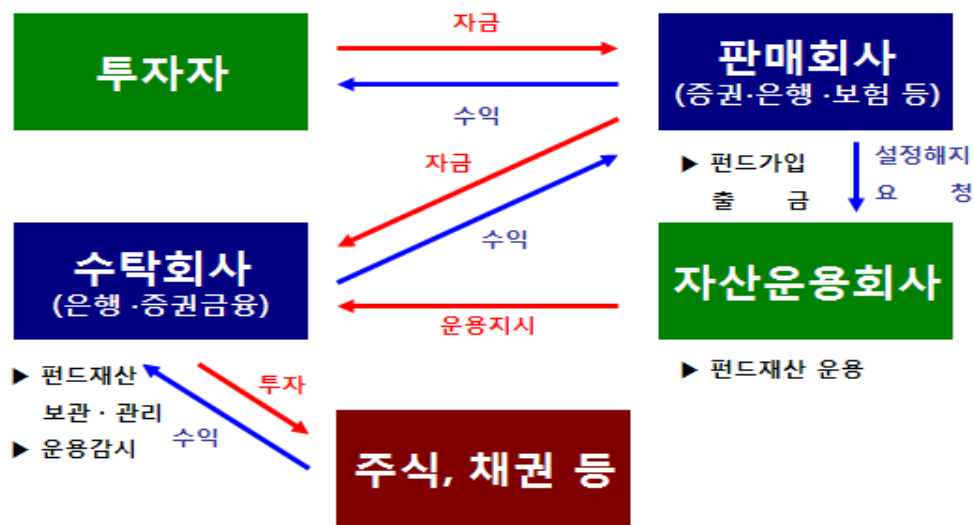 자금
투자자
판매회사
(증권·은행 ·보험 등)
수익
자금
▶ 펀드가입
출 금
설정해지
요 청
수익
수탁회사
(은행 ·증권금융)
자산운용회사
운용지시
▶ 펀드재산
보관 · 관리
▶ 운용감시
투자
수익
▶ 펀드재산 운용
주식, 채권 등